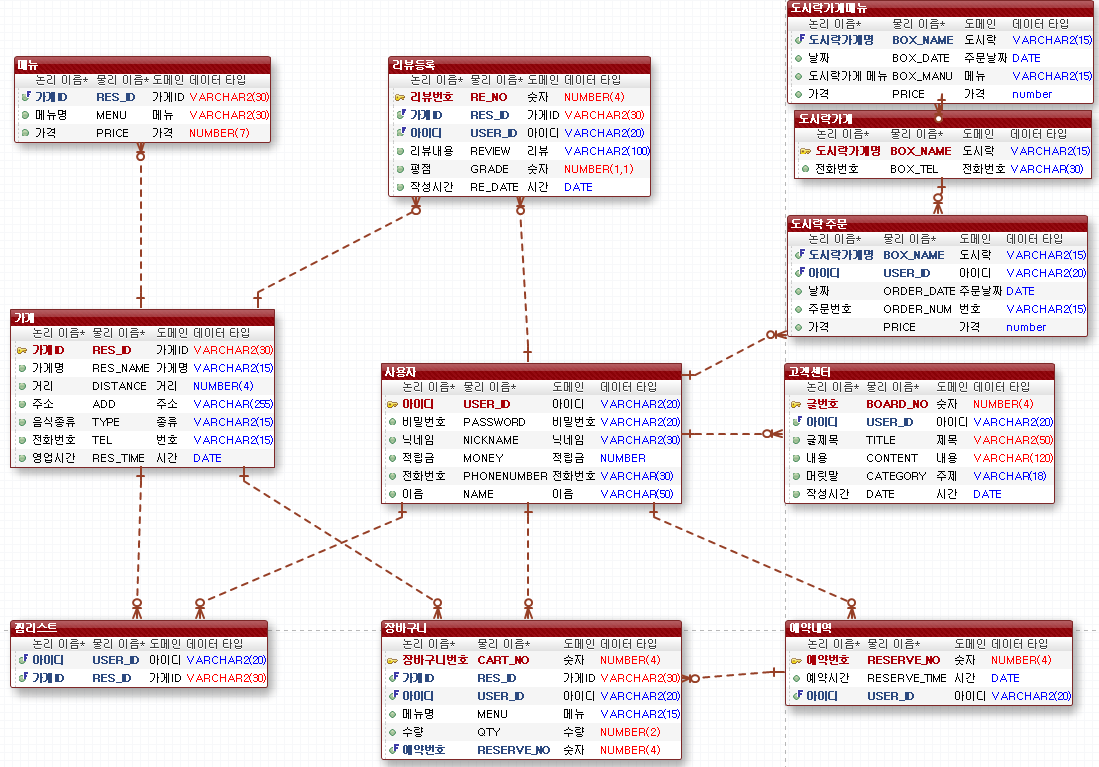 메뉴
논리 이름* 물리 이름* 도메인 데이터 타입
가게ID RES_ID 가게ID VARCHAR2(30)
메뉴명 MENU 메뉴 VARCHAR2(30)
가격 PRICE 가격 NUMBER(7)
리뷰등록
논리 이름* 물리 이름* 도메인 데이터 타입
리뷰번호 RE_NO 숫자 NUMBER(4)
가게ID RES_ID 가게ID VARCHAR2(30)
아이디 USER_ID 아이디 VARCHAR2(20)
리뷰내용 REVIEW 리뷰 VARCHAR2(100)
평점 GRADE 숫자 NUMBER(1,1)
작성시간 RE_DATE 시간 DATE
도시락가게메뉴
논리 이름* 물리 이름* 도메인 데이터 타입
도시락가게명 BOX_NAME 도시락 VARCHAR2(15)
날짜 BOX_DATE 주문날짜 DATE
도시락가게 메뉴 BOX_MANU 메뉴 VARCHAR2(15)
가격 PRICE 가격 number
도시락가게
논리 이름* 물리 이름* 도메인 데이터 타입
도시락가게명 BOX_NAME 도시락 VARCHAR2(15)
전화번호 BOX_TEL 전화번호 VARCHAR(30)
도시락 주문
논리 이름* 물리 이름* 도메인 데이터 타입
도시락가게명 BOX_NAME 도시락 VARCHAR2(15)
아이디 USER_ID 아이디 VARCHAR2(20)
날짜 ORDER_DATE 주문날짜 DATE
주문번호 ORDER_NUM 번호 VARCHAR2(15)
가격 PRICE 가격 number
가게
논리 이름* 물리 이름* 도메인 데이터 타입
가게ID RES_ID 가게ID VARCHAR2(30)
가게명 RES_NAME 가게명 VARCHAR2(15)
거리 DISTANCE 거리 NUMBER(4)
주소 ADD 주소 VARCHAR(255)
음식종류 TYPE 종류 VARCHAR2(15)
전화번호 TEL 번호 VARCHAR2(15)
영업시간 RES_TIME 시간 DATE
사용자
논리 이름* 물리 이름* 도메인 데이터 타입
아이디 USER_ID 아이디 VARCHAR2(20)
비밀번호 PASSWORD 비밀번호 VARCHAR2(20)
닉네임 NICKNAME 닉네임 VARCHAR2(30)
적립금 MONEY 적립금 NUMBER
전화번호 PHONENUMBER 전화번호 VARCHAR(30)
이름 NAME 이름 VARCHAR(50)
고객센터
논리 이름* 물리 이름* 도메인 데이터 타입
글번호 BOARD_NO 숫자 NUMBER(4)
아이디 USER_ID 아이디 VARCHAR2(20)
글제목 TITLE 제목 VARCHAR2(50)
내용 CONTENT 내용 VARCHAR(120)
머릿말 CATEGORY 주제 VARCHAR(18)
작성시간 DATE 시간 DATE
찜리스트
논리 이름* 물리 이름* 도메인 데이터 타입
아이디 USER_ID 아이디 VARCHAR2(20)
가게ID RES_ID 가게ID VARCHAR2(30)
장바구니
논리 이름* 물리 이름* 도메인 데이터 타입
장바구니번호 CART_NO 숫자 NUMBER(4)
가게ID RES_ID 가게ID VARCHAR2(30)
아이디 USER_ID 아이디 VARCHAR2(20)
메뉴명 MENU 메뉴 VARCHAR2(15)
수량 QTY 수량 NUMBER(2)
예약번호 RESERVE_NO 숫자 NUMBER(4)
예약내역
논리 이름* 물리 이름* 도메인 데이터 타입
예약번호 RESERVE_NO 숫자 NUMBER(4)
예약시간 RESERVE_TIME 시간 DATE
아이디 USER_ID 아이디 VARCHAR2(20)